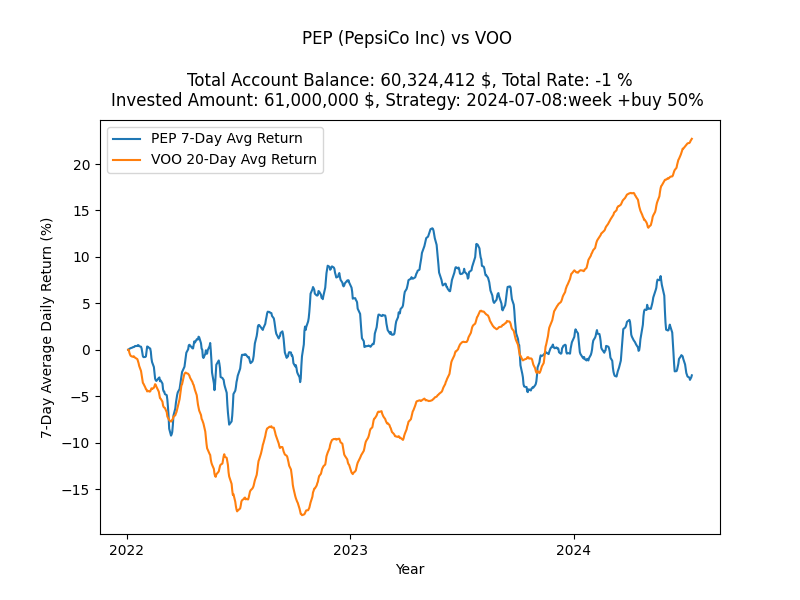 PEP (PepsiCo Inc) vs VOO
Total Account Balance: 60,324,412 $, Total Rate: -1 %
Invested Amount: 61,000,000 $, Strategy: 2024-07-08:week +buy 50%
PEP 7-Day Avg Return
VOO 20-Day Avg Return
7-Day Average Daily Return (%)
20
15
10
5
0
−5
−10
−15
2022
2023
2024
Year